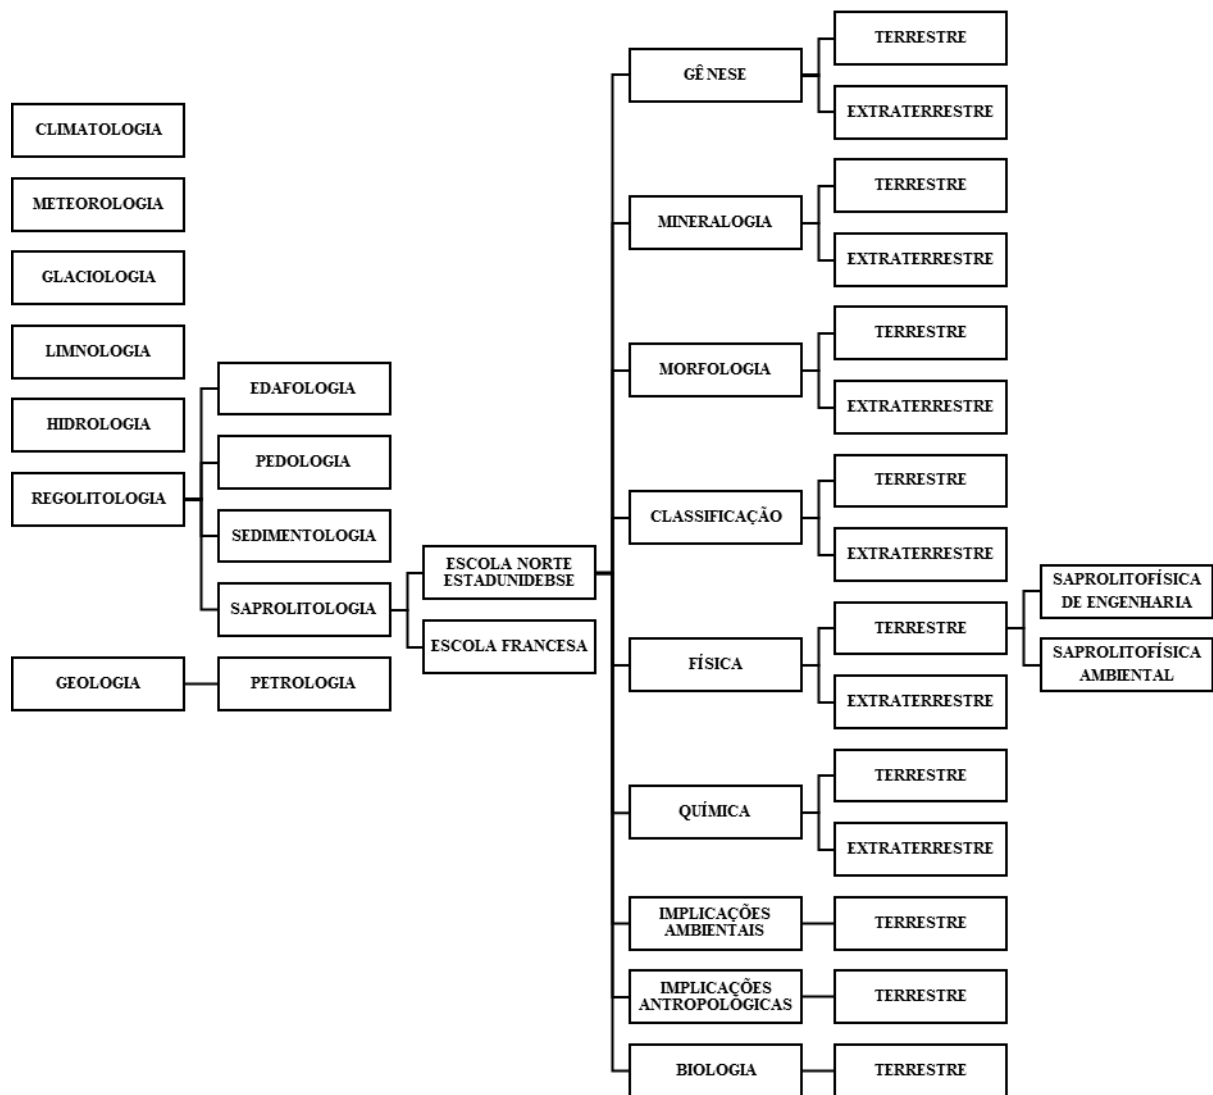 CLIMATOLOGIA
METEOROLOGIA
GLACIOLOGIA
LIMNOLOGIA
HIDROLOGIA
REGOLITOLOGIA
GEOLOGIA
EDAFOLOGIA
PEDOLOGIA
SEDIMENTOLOGIA
SAPROLITOLOGIA
PETROLOGIA
ESCOLA NORTE
ESTADUNIDEBSE
ESCOLA FRANCESA
GÊNESE
MINERALOGIA
MORFOLOGIA
CLASSIFICAÇÃO
FÍSICA
QUÍMICA
IMPLICAÇÕES
AMBIENTAIS
IMPLICAÇÕES
ANTROPOLÓGICAS
BIOLOGIA
TERRESTRE
EXTRATERRESTRE
TERRESTRE
EXTRATERRESTRE
TERRESTRE
EXTRATERRESTRE
TERRESTRE
EXTRATERRESTRE
TERRESTRE
EXTRATERRESTRE
TERRESTRE
EXTRATERRESTRE
TERRESTRE
TERRESTRE
TERRESTRE
SAPROLITOFÍSICA
DE ENGENHARIA
SAPROLITOFÍSICA
AMBIENTAL